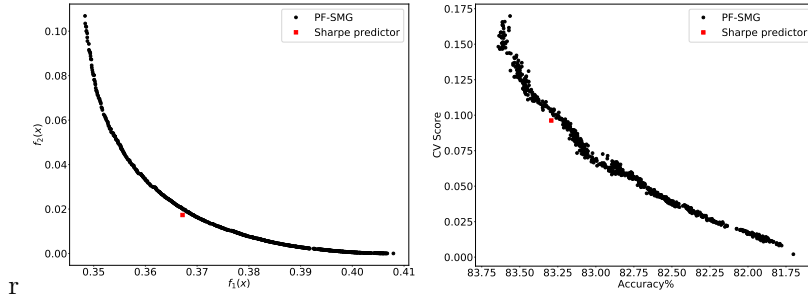 PF-SMG
Sharpe predictor
0.10
0.08
0.06
0.04
0.02
0.00
f₂(x)
0.35 0.36 0.37 0.38 0.39 0.40 0.41
f₁(x)
PF-SMG
Sharpe predictor
0.175
0.150
0.125
0.100
0.075
0.050
0.025
0.000
CV Score
83.75 83.50 83.25 83.00 82.75 82.50 82.25 82.00 81.75
Accuracy%
r